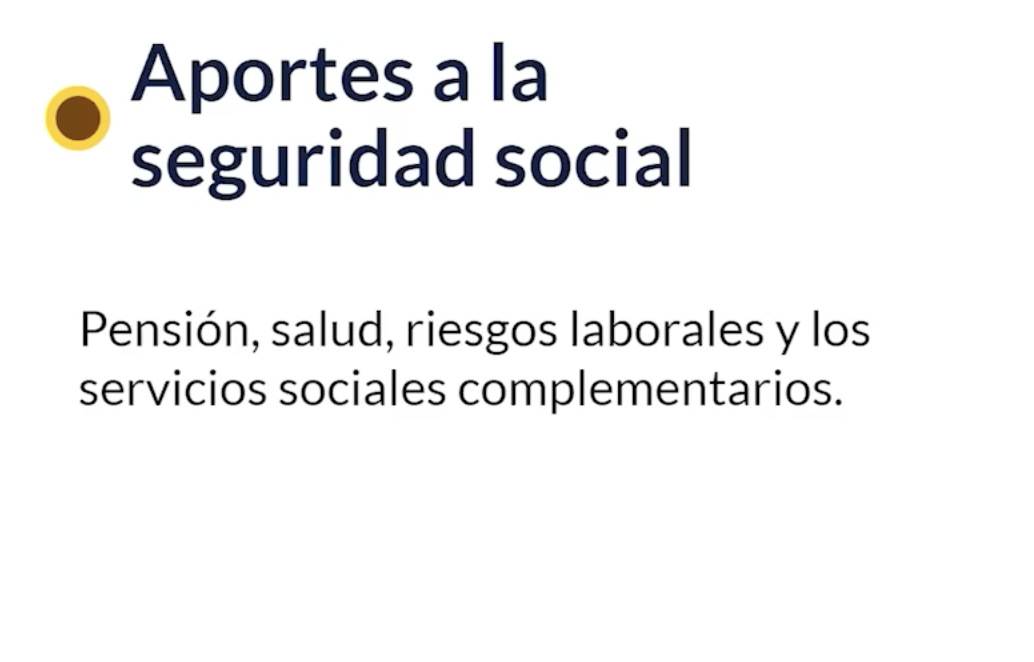 Aportes a la
seguridad social
Pensión, salud, riesgos laborales y los
servicios sociales complementarios.